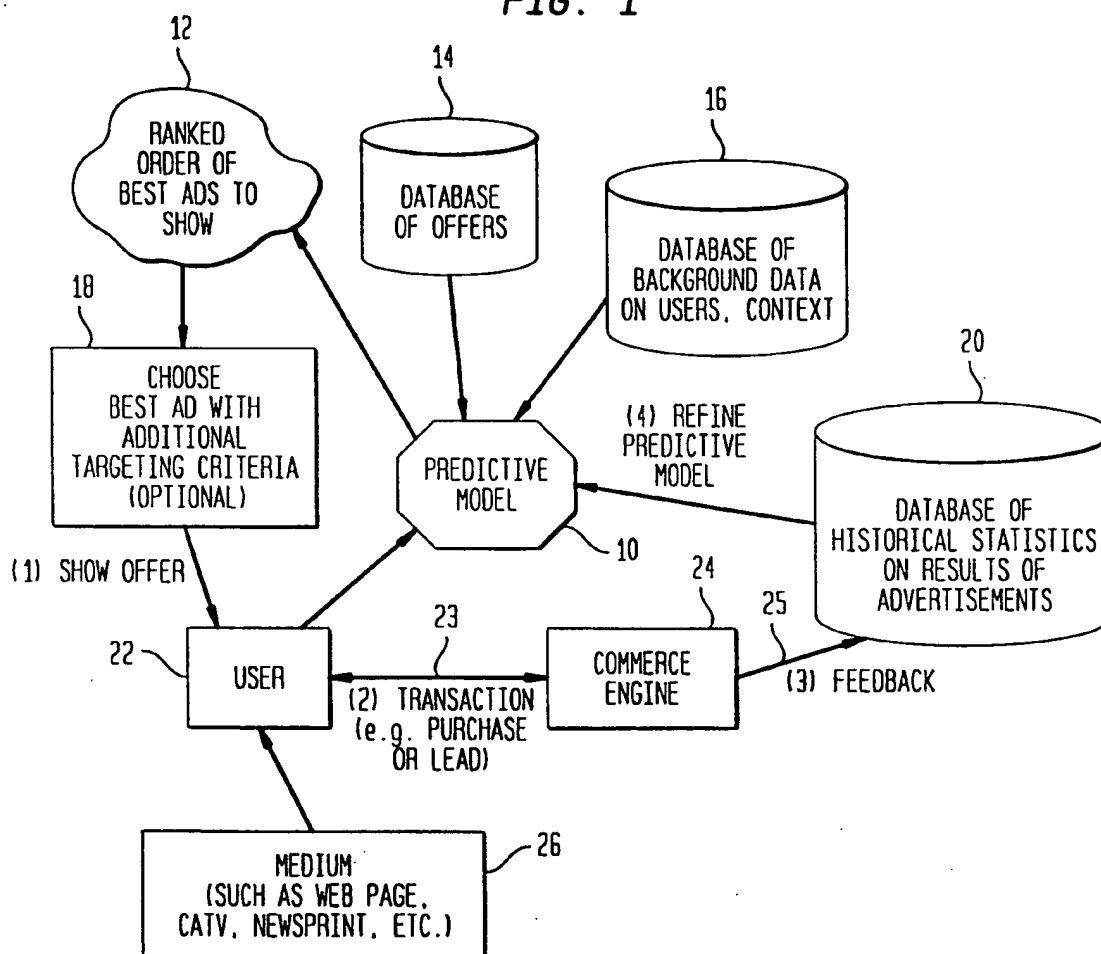 FIG. 1
12
RANKED
ORDER OF
BEST ADS TO
SHOW
14
DATABASE
OF OFFERS
16
DATABASE OF
BACKGROUND DATA
ON USERS, CONTEXT
18
CHOOSE
BEST AD WITH
ADDITIONAL
TARGETING CRITERIA
(OPTIONAL)
PREDICTIVE
MODEL
10
(4) REFINE
PREDICTIVE
MODEL
20
DATABASE OF
HISTORICAL STATISTICS
ON RESULTS OF
ADVERTISEMENTS
(1) SHOW OFFER
22
USER
23
(2) TRANSACTION
(e.g. PURCHASE
OR LEAD)
24
COMMERCE
ENGINE
25
(3) FEEDBACK
MEDIUM
(SUCH AS WEB PAGE,
CATV, NEWSPRINT, ETC.)
26